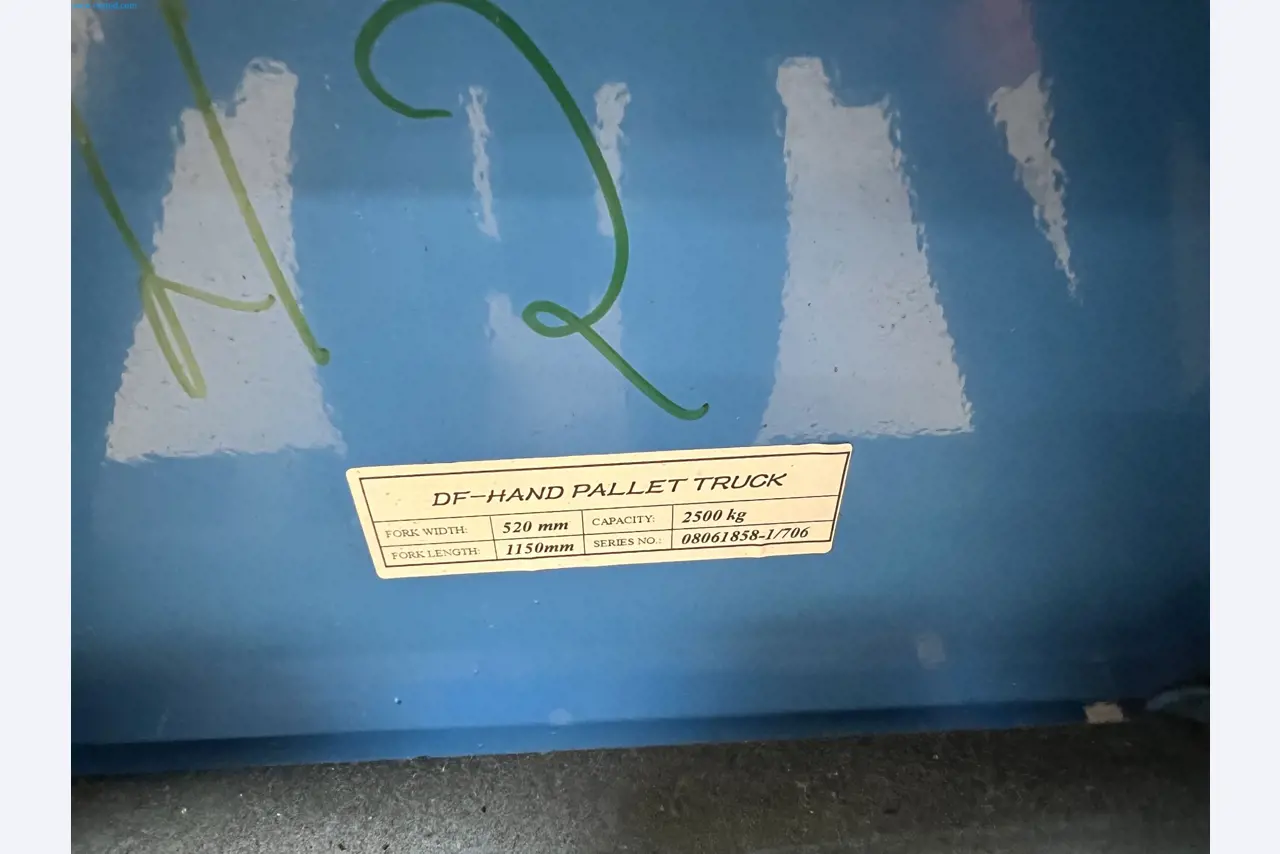 42
DF-HAND PALLET TRUCK
FORK WIDTH: 520 mm CAPACITY: 2500 kg
FORK LENGTH: 1150mm SERIES NO.: 08061858-1/706